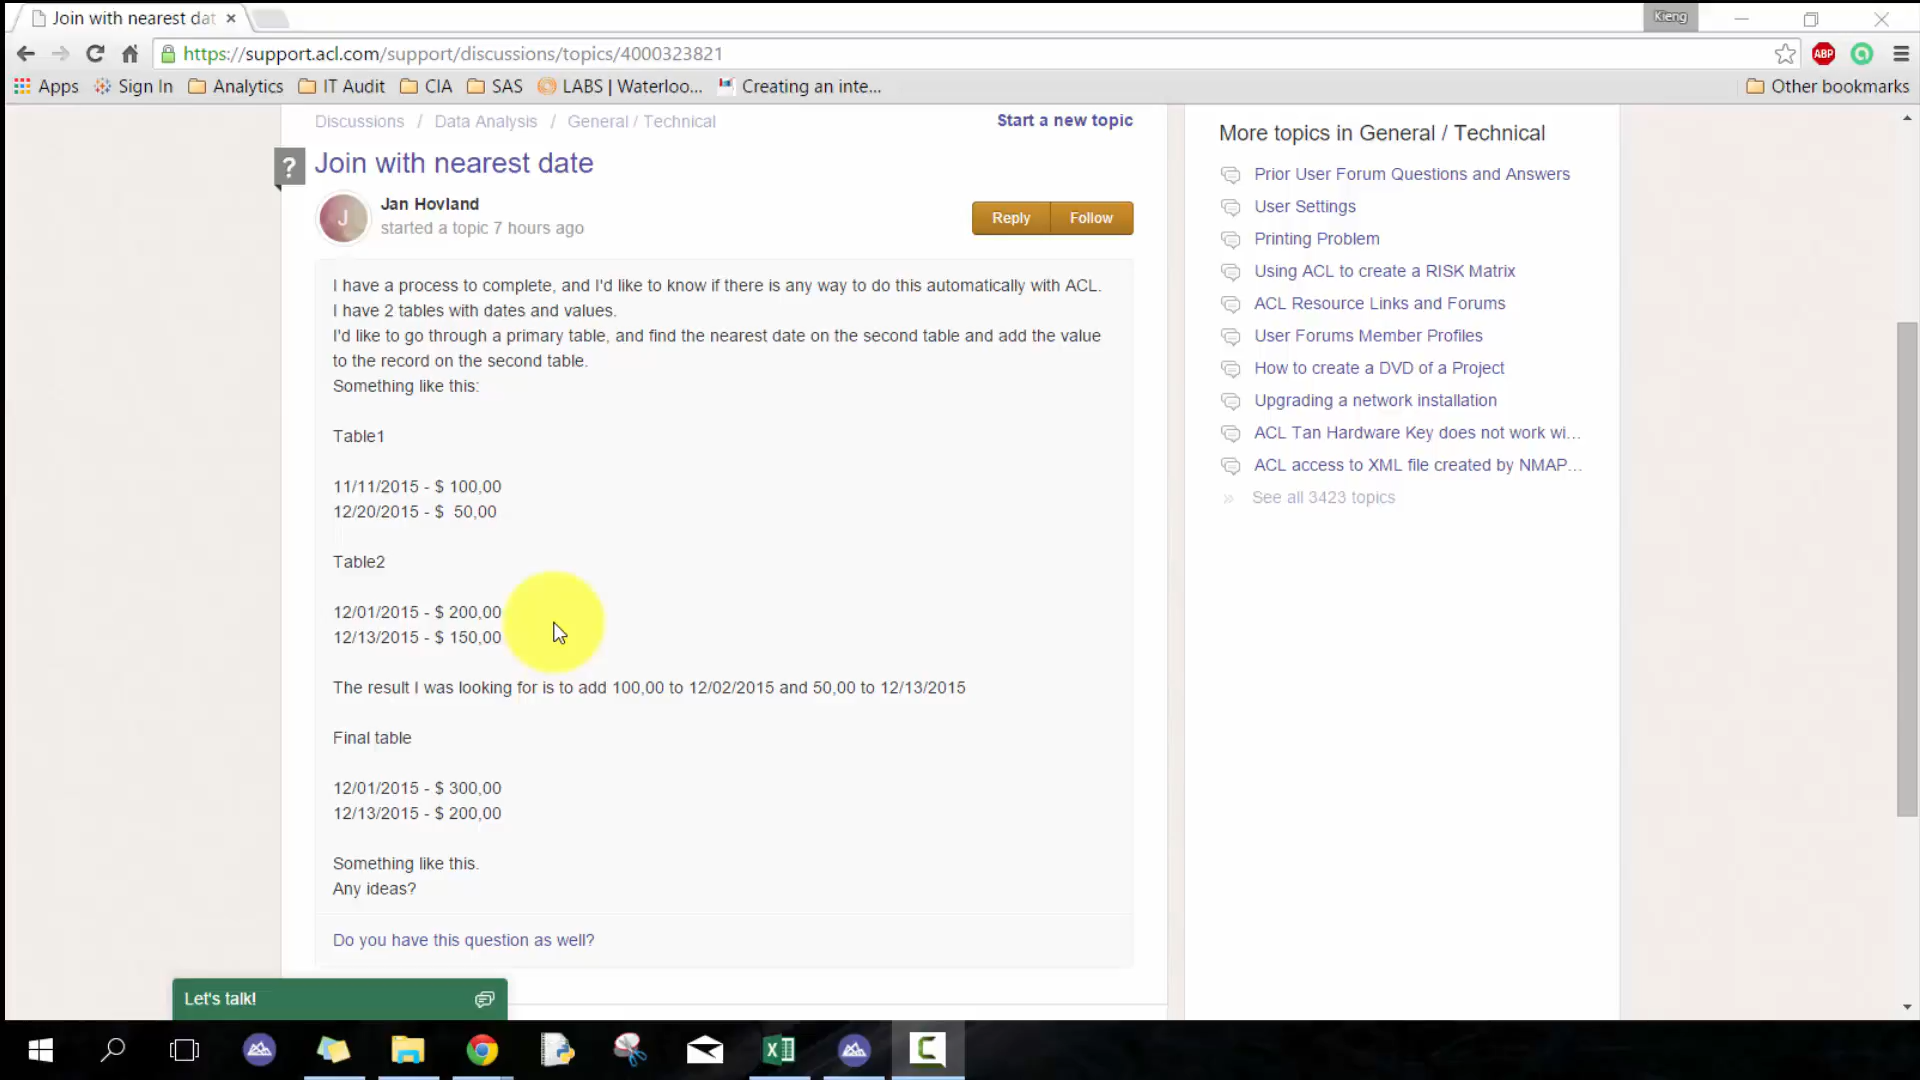 Join with nearest dat
Kieng
https://support.acl.com/support/discussions/topics/4000323821
ABP
Apps
Sign In
Analytics
IT Audit
CIA
SAS
LABS | Waterloo...
Creating an inte...
Other bookmarks
Discussions / Data Analysis / General / Technical
Start a new topic
?
Join with nearest date
J
Jan Hovland
started a topic 7 hours ago
Reply
Follow
I have a process to complete, and I'd like to know if there is any way to do this automatically with ACL.
I have 2 tables with dates and values.
I'd like to go through a primary table, and find the nearest date on the second table and add the value
to the record on the second table.
Something like this:
Table1
11/11/2015 - $ 100,00
12/20/2015 - $  50,00
Table2
12/01/2015 - $ 200,00
12/13/2015 - $ 150,00
The result I was looking for is to add 100,00 to 12/02/2015 and 50,00 to 12/13/2015
Final table
12/01/2015 - $ 300,00
12/13/2015 - $ 200,00
Something like this.
Any ideas?
Do you have this question as well?
Let's talk!
More topics in General / Technical
Prior User Forum Questions and Answers
User Settings
Printing Problem
Using ACL to create a RISK Matrix
ACL Resource Links and Forums
User Forums Member Profiles
How to create a DVD of a Project
Upgrading a network installation
ACL Tan Hardware Key does not work wi...
ACL access to XML file created by NMAP...
» See all 3423 topics